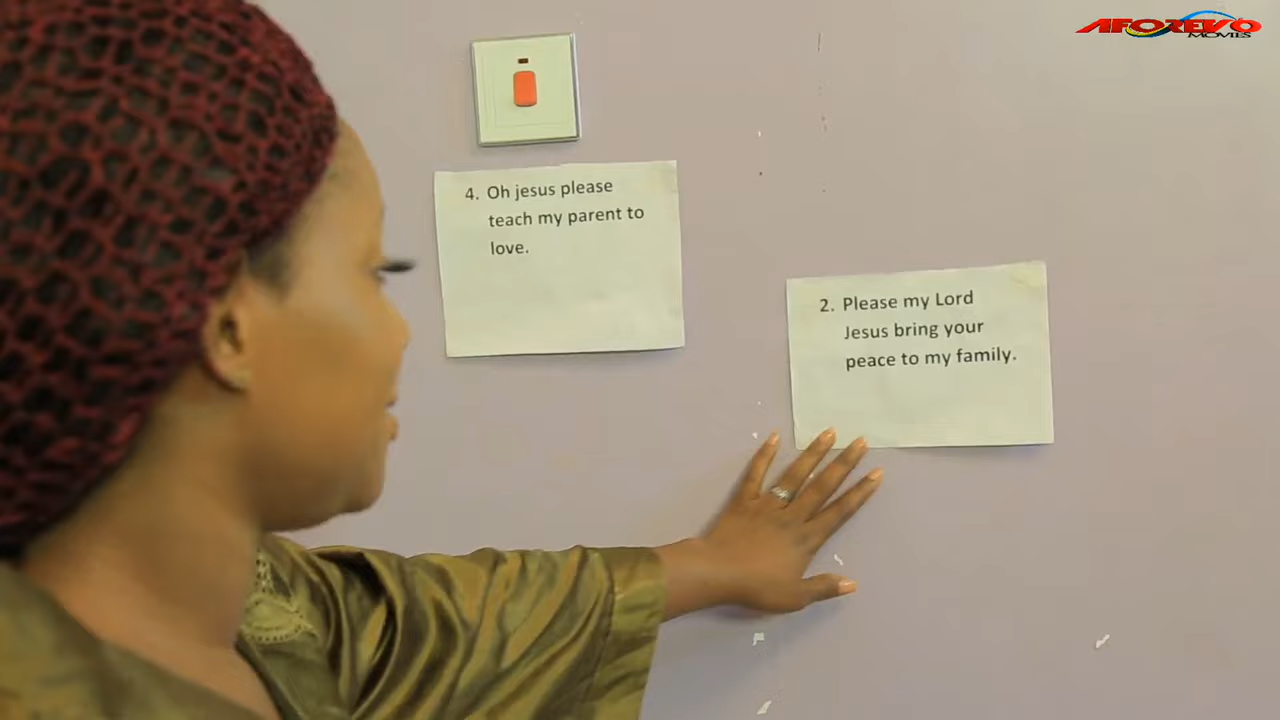 AFOREVO
MOVIES
4. Oh jesus please
teach my parent to
love.
2. Please my Lord
Jesus bring your
peace to my family.